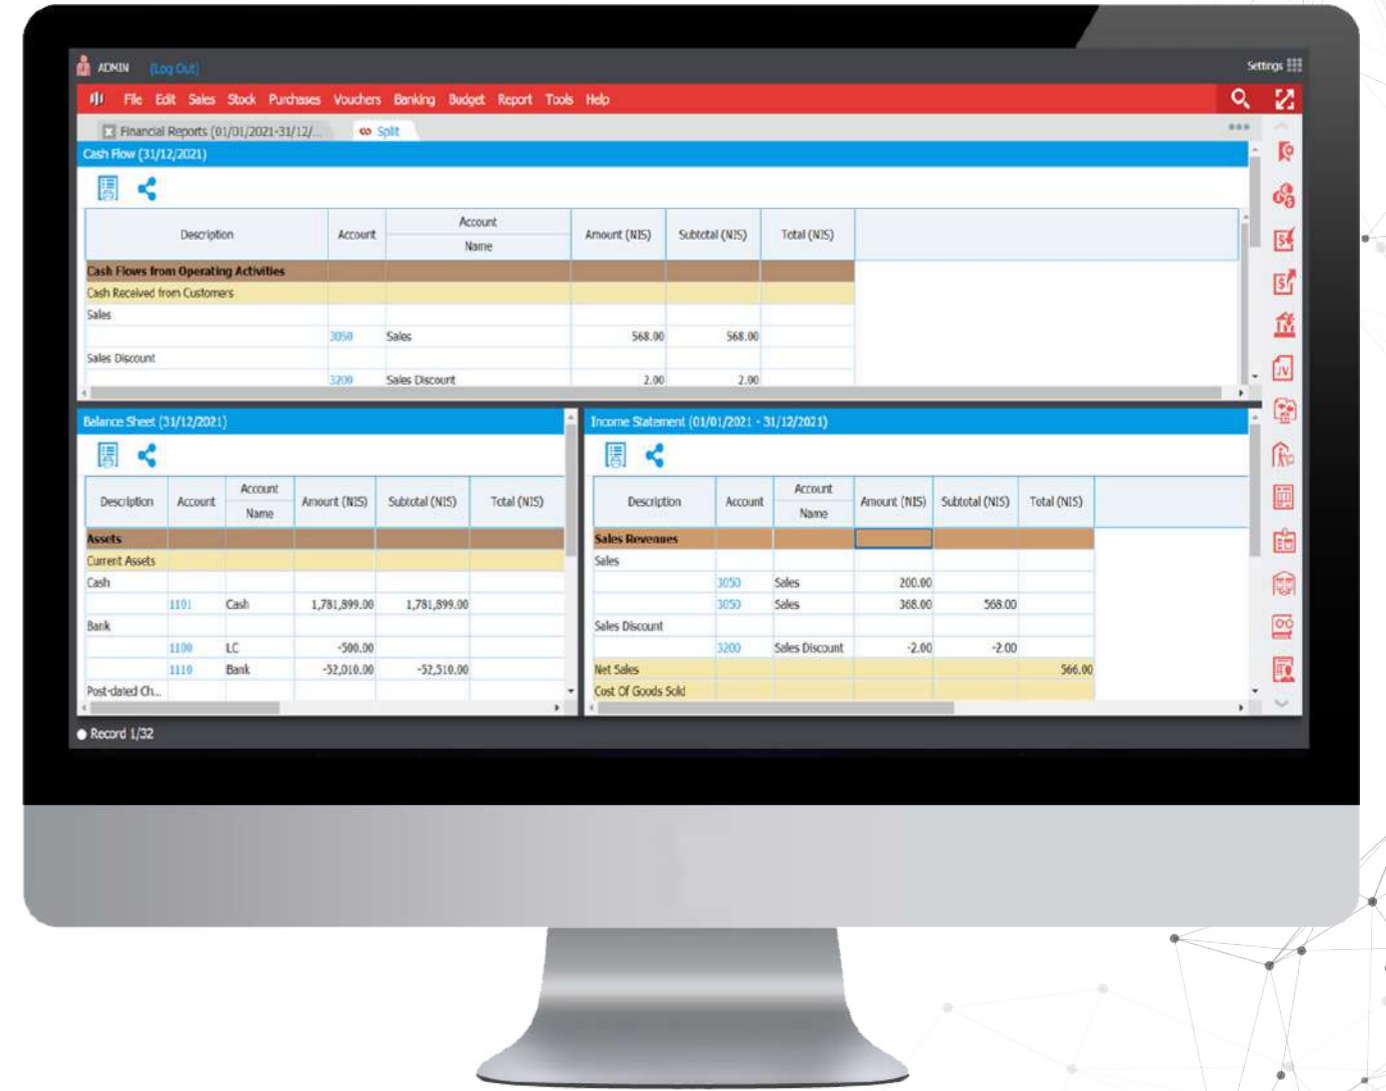 ADMIN (Log Out) Settings
File Edit Sales Stock Purchases Vouchers Banking Budget Report Tools Help
Financial Reports (01/01/2021-31/12/... Split
Cash Flow (31/12/2021)
Description Account Account Name Amount (NIS) Subtotal (NIS) Total (NIS)
Cash Flows from Operating Activities
Cash Received from Customers
Sales
3050 Sales 568.00 568.00
Sales Discount
3200 Sales Discount 2.00 2.00
Balance Sheet (31/12/2021)
Description Account Account Name Amount (NIS) Subtotal (NIS) Total (NIS)
Assets
Current Assets
Cash
1101 Cash 1,781,899.00 1,781,899.00
Bank
1100 LC -500.00
1110 Bank -52,010.00 -52,510.00
Post-dated Ch...
Income Statement (01/01/2021 - 31/12/2021)
Description Account Account Name Amount (NIS) Subtotal (NIS) Total (NIS)
Sales Revenues
Sales
3050 Sales 200.00
3050 Sales 368.00 568.00
Sales Discount
3200 Sales Discount -2.00 -2.00
Net Sales 566.00
Cost Of Goods Sold
JV
Record 1/32